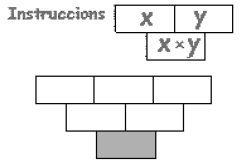 Instruccions x y
x × y